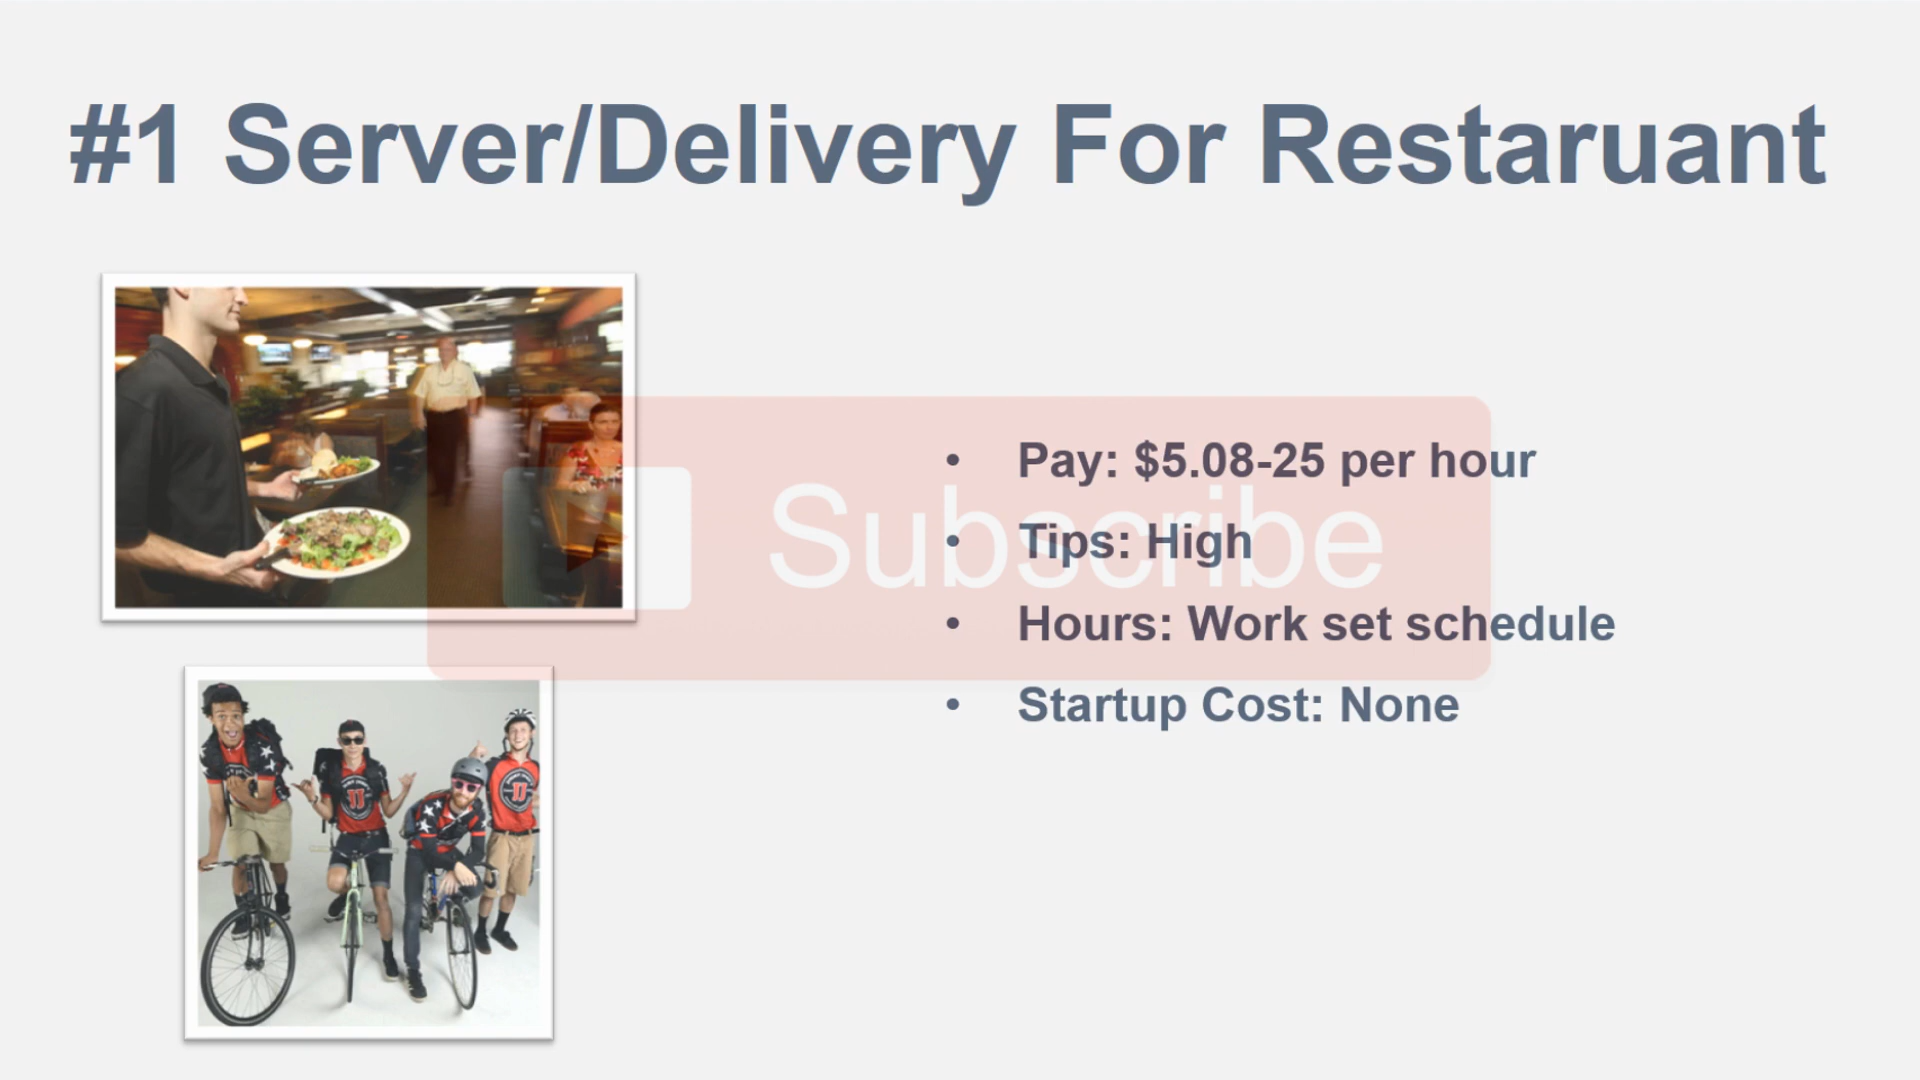 #1 Server/Delivery For Restaruant
• Pay: $5.08-25 per hour
• Tips: High
• Hours: Work set schedule
• Startup Cost: None
Subscribe